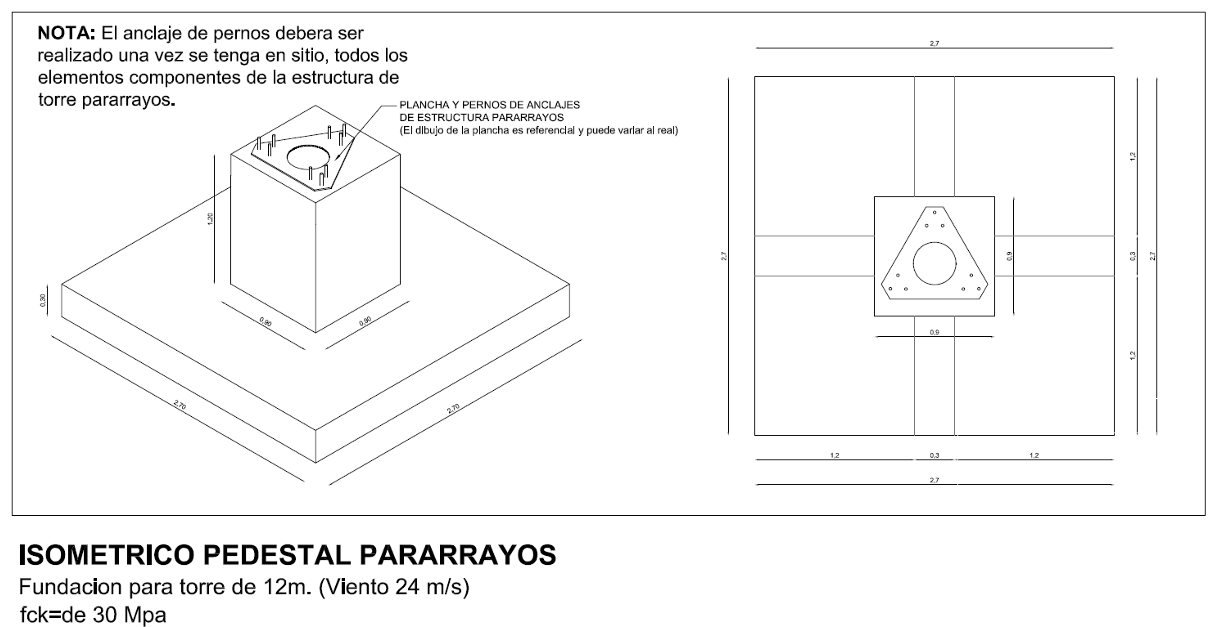 NOTA: El anclaje de pernos debera ser
realizado una vez se tenga en sitio, todos los
elementos componentes de la estructura de
torre pararrayos.
PLANCHA Y PERNOS DE ANCLAJES
DE ESTRUCTURA PARARRAYOS
(El dibujo de la plancha es referencial y puede variar al real)
1,20
0,30
0,90
0,90
2,70
2,70
2,7
1,2
2,7
0,9
0,3
2,7
0,9
1,2
1,2
0,3
1,2
2,7
ISOMETRICO PEDESTAL PARARRAYOS
Fundacion para torre de 12m. (Viento 24 m/s)
fck=de 30 Mpa